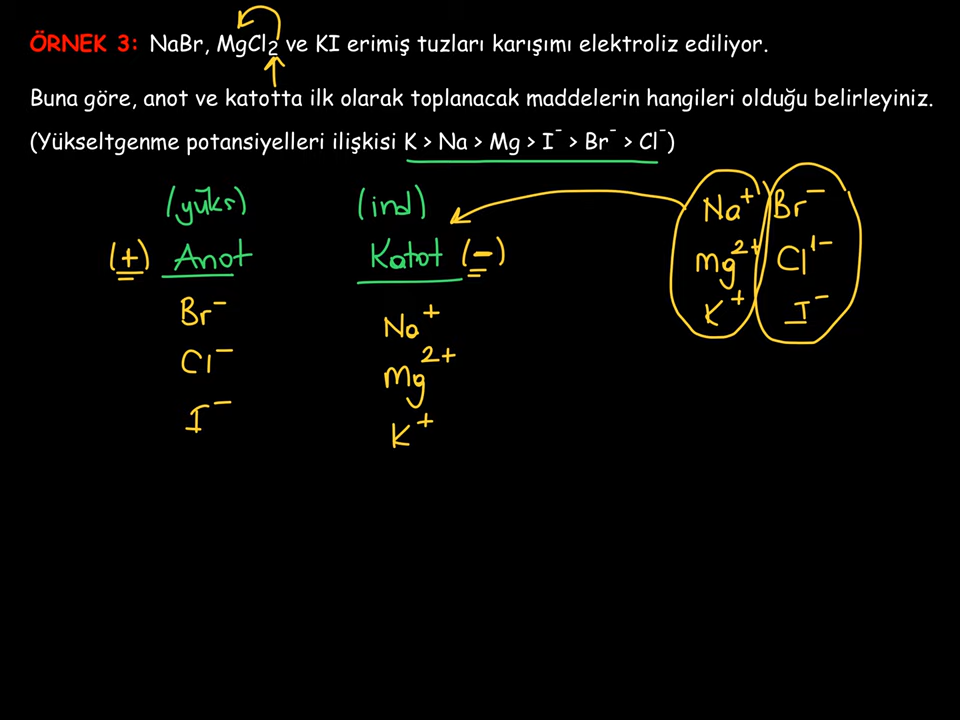 ÖRNEK 3: NaBr, MgCl₂ ve KI erimiş tuzları karışımı elektroliz ediliyor.
Buna göre, anot ve katotta ilk olarak toplanacak maddelerin hangileri olduğu belirleyiniz.
(Yükseltgenme potansiyelleri ilişkisi K > Na > Mg > I⁻ > Br⁻ > Cl⁻)
(yüks) (ind) Na⁺ Br⁻
(+) Anot Katot (-) Mg²⁺ Cl¹⁻
K⁺ I⁻
Br⁻ Na⁺
Cl⁻ Mg²⁺
I⁻ K⁺